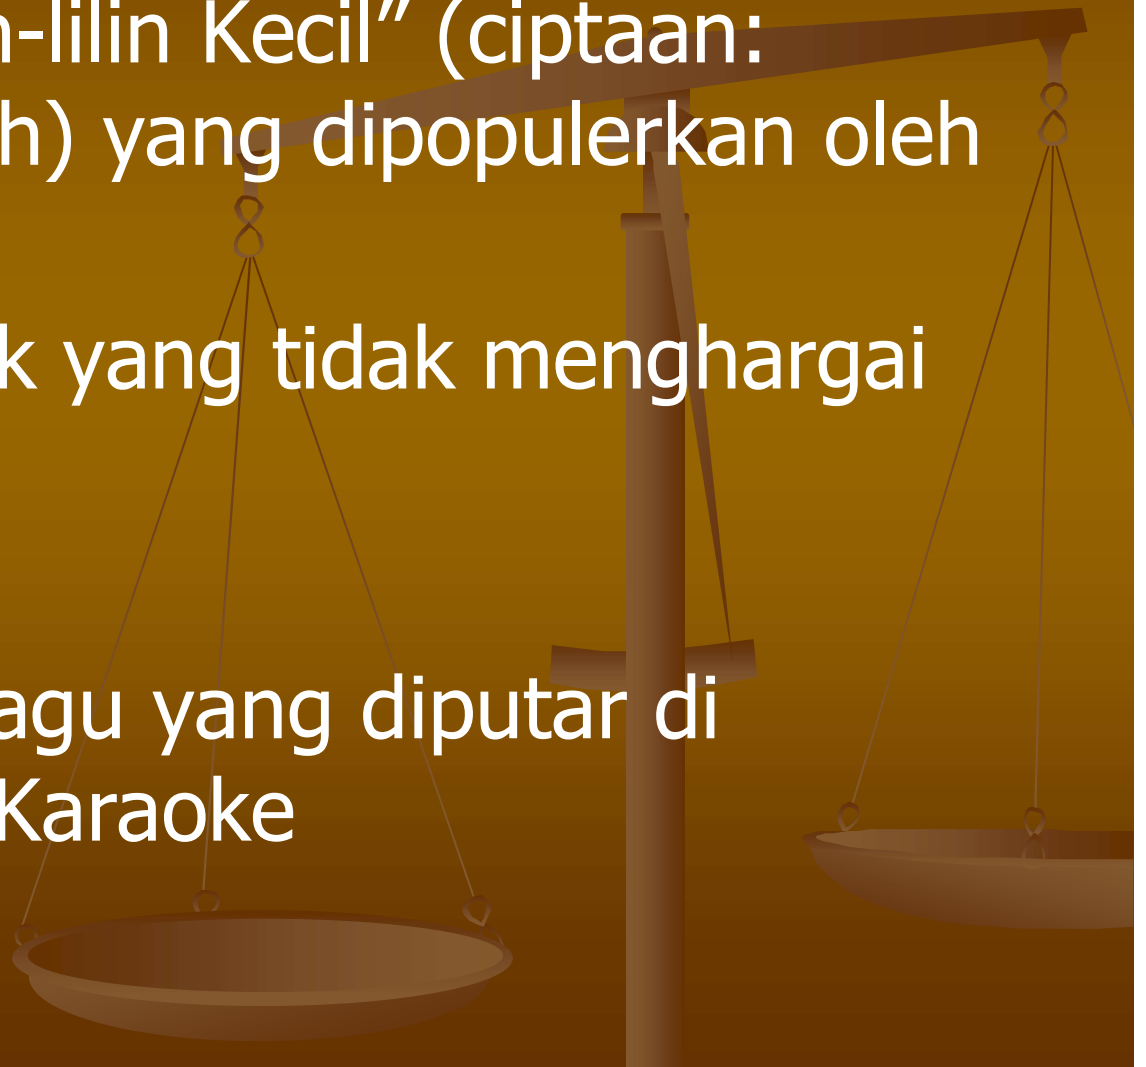 n-lilin Kecil” (ciptaan:
h) yang dipopulerkan oleh
k yang tidak menghargai
agu yang diputar di
Karaoke